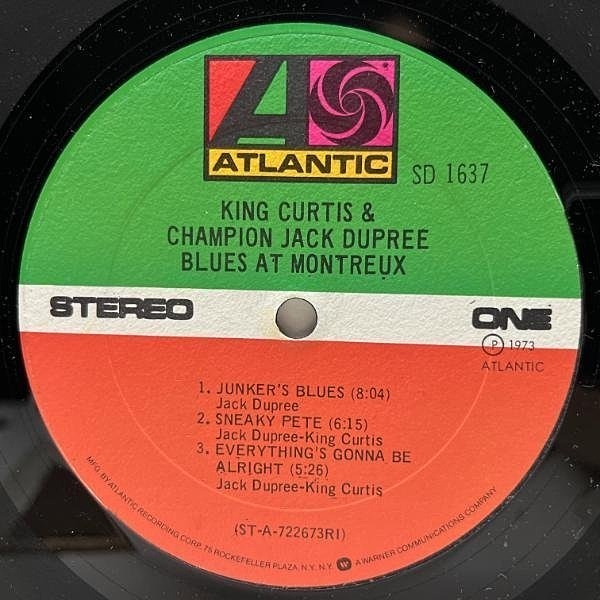 ATLANTIC
SD 1637
KING CURTIS &
CHAMPION JACK DUPREE
BLUES AT MONTREUX
STEREO
ONE
Ⓟ 1973
ATLANTIC
1. JUNKER'S BLUES (8:04)
Jack Dupree
2. SNEAKY PETE (6:15)
Jack Dupree-King Curtis
3. EVERYTHING'S GONNA BE
ALRIGHT (5:26)
Jack Dupree-King Curtis
(ST-A-722673RI)
MFG. BY ATLANTIC RECORDING CORP. 75 ROCKEFELLER PLAZA, N.Y. N.Y. W A WARNER COMMUNICATIONS COMPANY